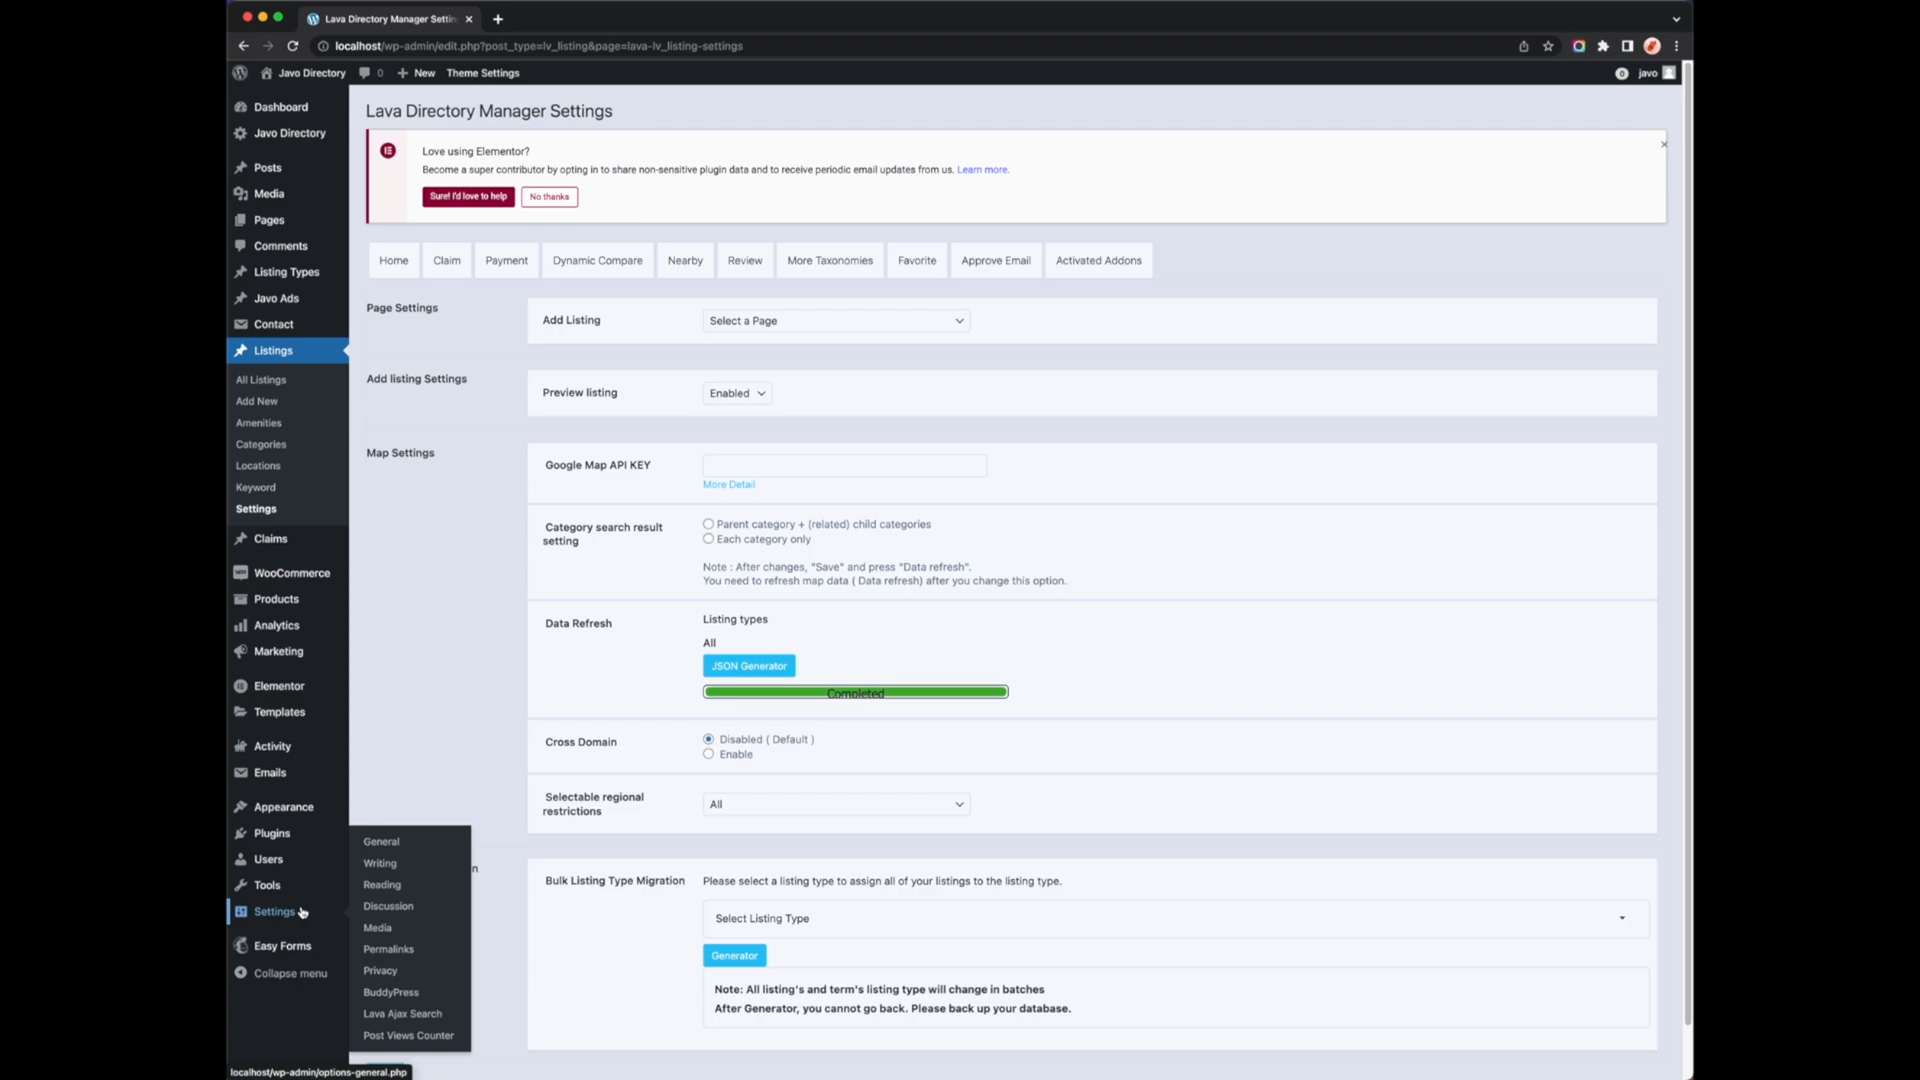 Lava Directory Manager Settin
localhost/wp-admin/edit.php?post_type=lv_listing&page=lava-lv_listing-settings
Javo Directory
0
New
Theme Settings
0
javo
Dashboard
Javo Directory
Posts
Media
Pages
Comments
Listing Types
Javo Ads
Contact
Listings
All Listings
Add New
Amenities
Categories
Locations
Keyword
Settings
Claims
WooCommerce
Products
Analytics
Marketing
Elementor
Templates
Activity
Emails
Appearance
Plugins
Users
Tools
Settings
Easy Forms
Collapse menu
General
Writing
Reading
Discussion
Media
Permalinks
Privacy
BuddyPress
Lava Ajax Search
Post Views Counter
localhost/wp-admin/options-general.php
Lava Directory Manager Settings
Love using Elementor?
Become a super contributor by opting in to share non-sensitive plugin data and to receive periodic email updates from us. Learn more.
Sure! I'd love to help
No thanks
Home
Claim
Payment
Dynamic Compare
Nearby
Review
More Taxonomies
Favorite
Approve Email
Activated Addons
Page Settings
Add Listing
Select a Page
Add listing Settings
Preview listing
Enabled
Map Settings
Google Map API KEY
More Detail
Category search result
setting
Parent category + (related) child categories
Each category only
Note : After changes, "Save" and press "Data refresh".
You need to refresh map data ( Data refresh) after you change this option.
Data Refresh
Listing types
All
JSON Generator
Completed
Cross Domain
Disabled ( Default )
Enable
Selectable regional
restrictions
All
n
Bulk Listing Type Migration
Please select a listing type to assign all of your listings to the listing type.
Select Listing Type
Generator
Note: All listing's and term's listing type will change in batches
After Generator, you cannot go back. Please back up your database.